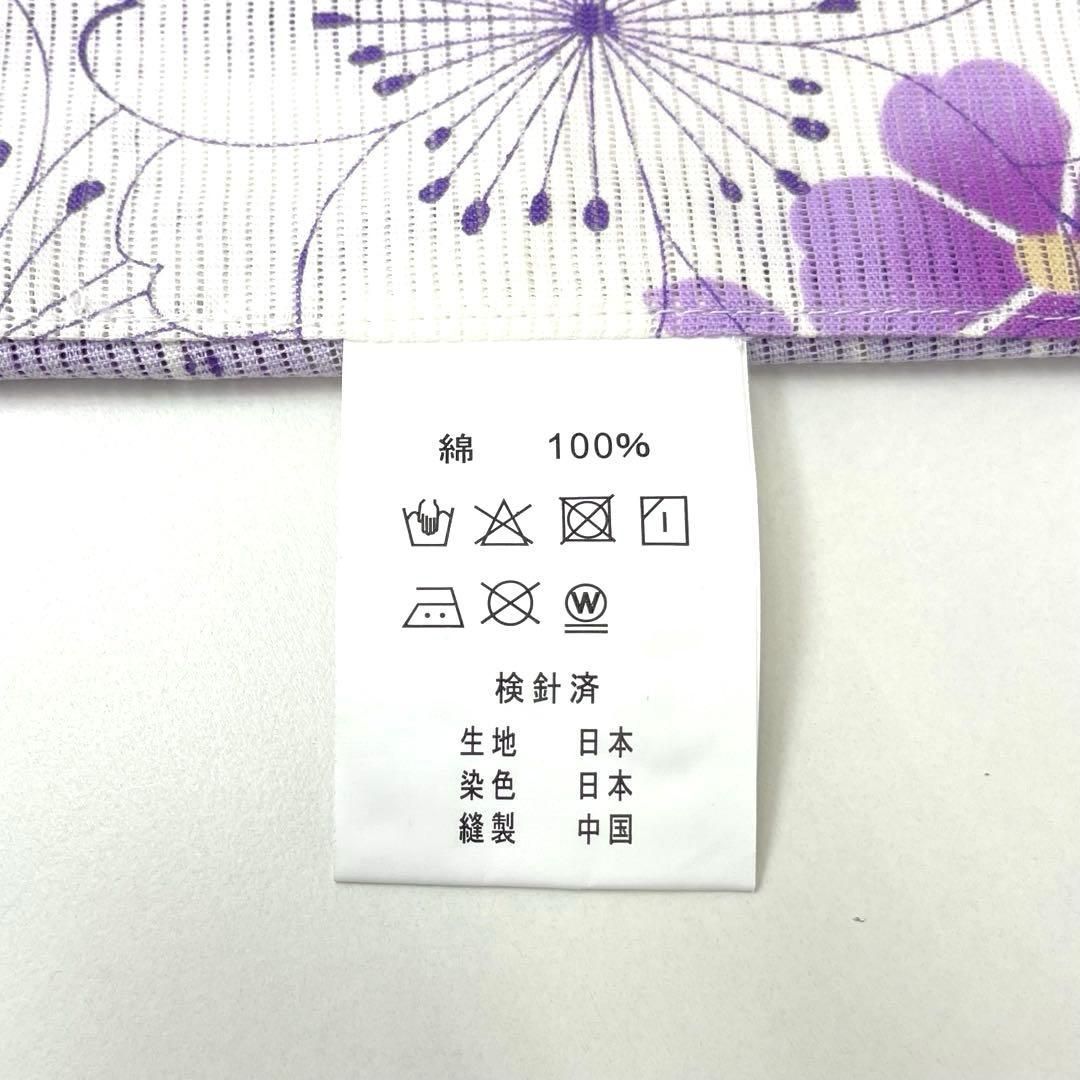 綿 100%
W
検針済
生地 日本
染色 日本
縫製 中国